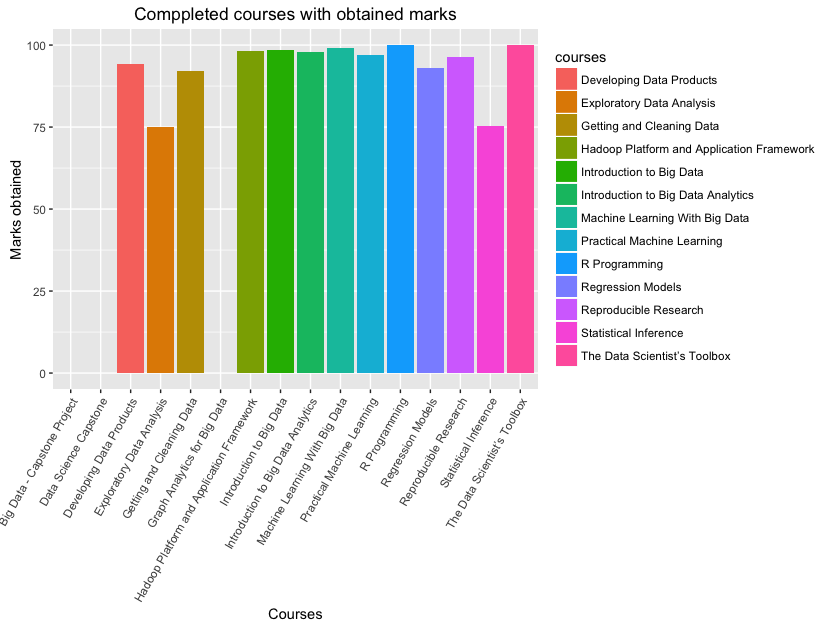 Comppleted courses with obtained marks
Marks obtained
100
75
50
25
0
Big Data - Capstone Project
Data Science Capstone
Developing Data Products
Exploratory Data Analysis
Getting and Cleaning Data
Graph Analytics for Big Data
Hadoop Platform and Application Framework
Introduction to Big Data
Introduction to Big Data Analytics
Machine Learning With Big Data
Practical Machine Learning
R Programming
Regression Models
Reproducible Research
Statistical Inference
The Data Scientist's Toolbox
Courses
courses
Developing Data Products
Exploratory Data Analysis
Getting and Cleaning Data
Hadoop Platform and Application Framework
Introduction to Big Data
Introduction to Big Data Analytics
Machine Learning With Big Data
Practical Machine Learning
R Programming
Regression Models
Reproducible Research
Statistical Inference
The Data Scientist's Toolbox